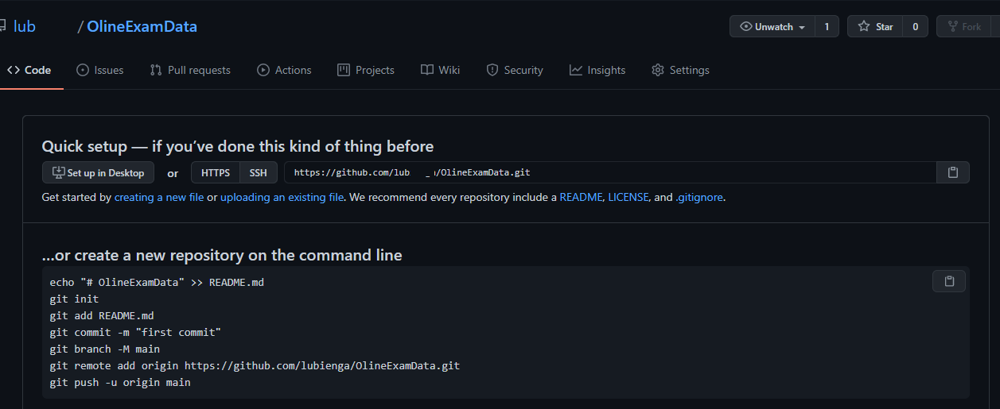 lub / OlineExamData
Unwatch 1 Star 0 Fork
Code Issues Pull requests Actions Projects Wiki Security Insights Settings
Quick setup — if you've done this kind of thing before
Set up in Desktop or HTTPS SSH https://github.com/lub _ /OlineExamData.git
Get started by creating a new file or uploading an existing file. We recommend every repository include a README, LICENSE, and .gitignore.
...or create a new repository on the command line
echo "# OlineExamData" >> README.md
git init
git add README.md
git commit -m "first commit"
git branch -M main
git remote add origin https://github.com/lubienga/OlineExamData.git
git push -u origin main